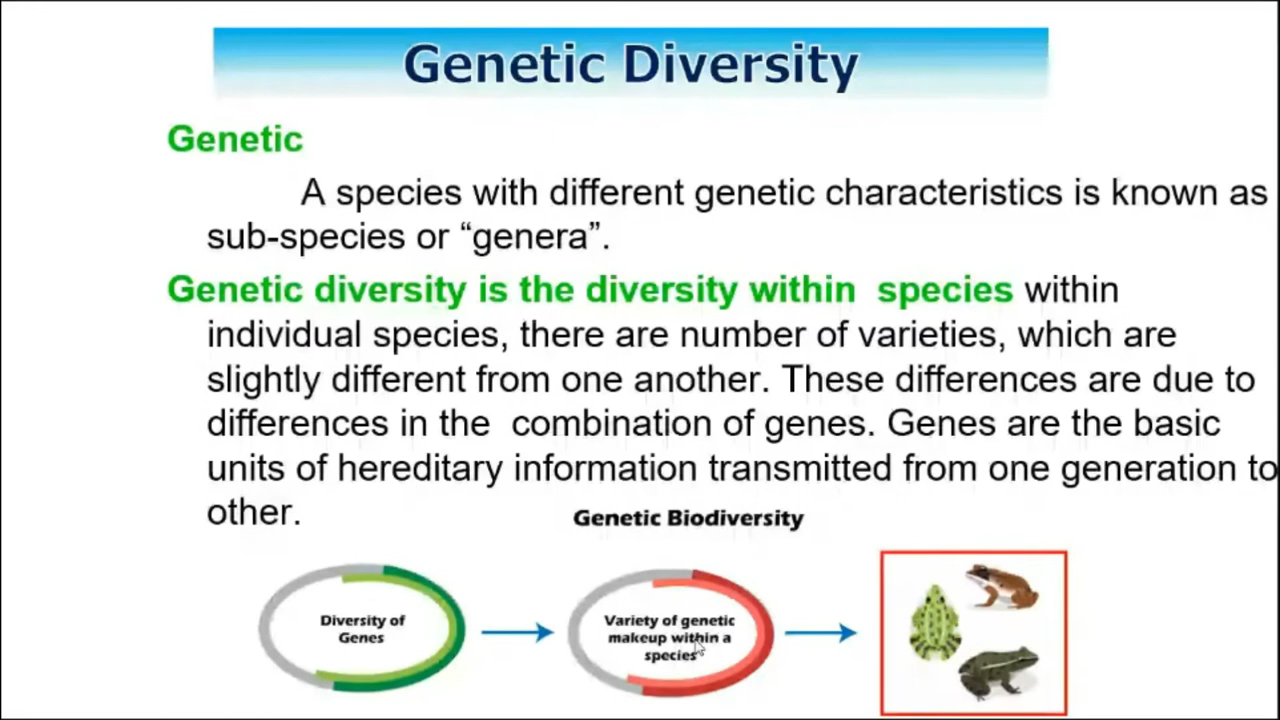 Genetic Diversity
Genetic
A species with different genetic characteristics is known as
sub-species or “genera”.
Genetic diversity is the diversity within species within
individual species, there are number of varieties, which are
slightly different from one another. These differences are due to
differences in the combination of genes. Genes are the basic
units of hereditary information transmitted from one generation to
other.
Genetic Biodiversity
Diversity of
Genes
Variety of genetic
makeup within a
species